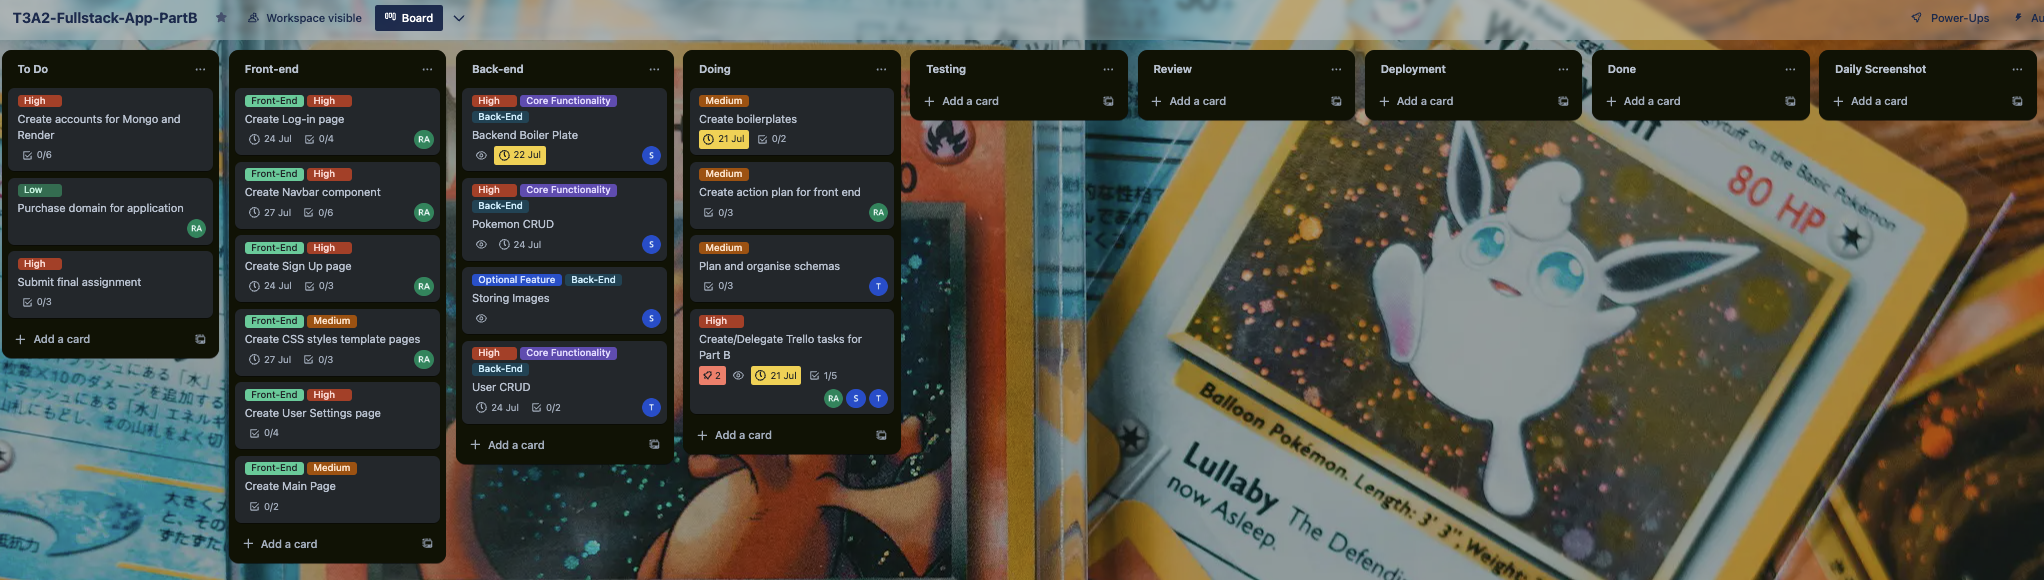 T3A2-Fullstack-App-PartB
Workspace visible
Board
Power-Ups
To Do
High
Create accounts for Mongo and
Render
0/6
Low
Purchase domain for application
RA
High
Submit final assignment
0/3
Add a card
Front-end
Front-End High
Create Log-in page
24 Jul 0/4 RA
Front-End High
Create Navbar component
27 Jul 0/6 RA
Front-End High
Create Sign Up page
24 Jul 0/3 RA
Front-End Medium
Create CSS styles template pages
27 Jul 0/3 RA
Front-End High
Create User Settings page
0/4
Front-End Medium
Create Main Page
0/2
Add a card
Back-end
High Core Functionality
Back-End
Backend Boiler Plate
22 Jul S
High Core Functionality
Back-End
Pokemon CRUD
24 Jul S
Optional Feature Back-End
Storing Images
S
High Core Functionality
Back-End
User CRUD
24 Jul 0/2 T
Add a card
Doing
Medium
Create boilerplates
21 Jul 0/2
Medium
Create action plan for front end
0/3 RA
Medium
Plan and organise schemas
0/3 T
High
Create/Delegate Trello tasks for
Part B
2 21 Jul 1/5
RA S T
Add a card
Testing
Add a card
Review
Add a card
Deployment
Add a card
Done
Add a card
Daily Screenshot
Add a card
80 HP
Balloon Pokémon. Length: 3' 3", Weight:
Lullaby The Defending
now Asleep.